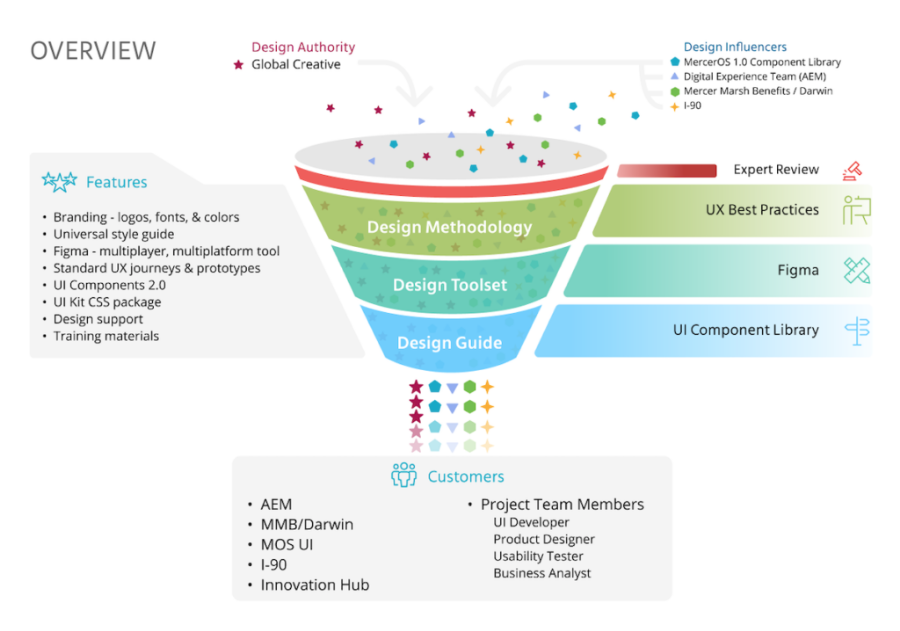 OVERVIEW
Design Authority
Global Creative
Design Influencers
MercerOS 1.0 Component Library
Digital Experience Team (AEM)
Mercer Marsh Benefits / Darwin
I-90
Features
• Branding - logos, fonts, & colors
• Universal style guide
• Figma - multiplayer, multiplatform tool
• Standard UX journeys & prototypes
• UI Components 2.0
• UI Kit CSS package
• Design support
• Training materials
Design Methodology
Design Toolset
Design Guide
Expert Review
UX Best Practices
Figma
UI Component Library
Customers
• AEM
• MMB/Darwin
• MOS UI
• I-90
• Innovation Hub
• Project Team Members
UI Developer
Product Designer
Usability Tester
Business Analyst